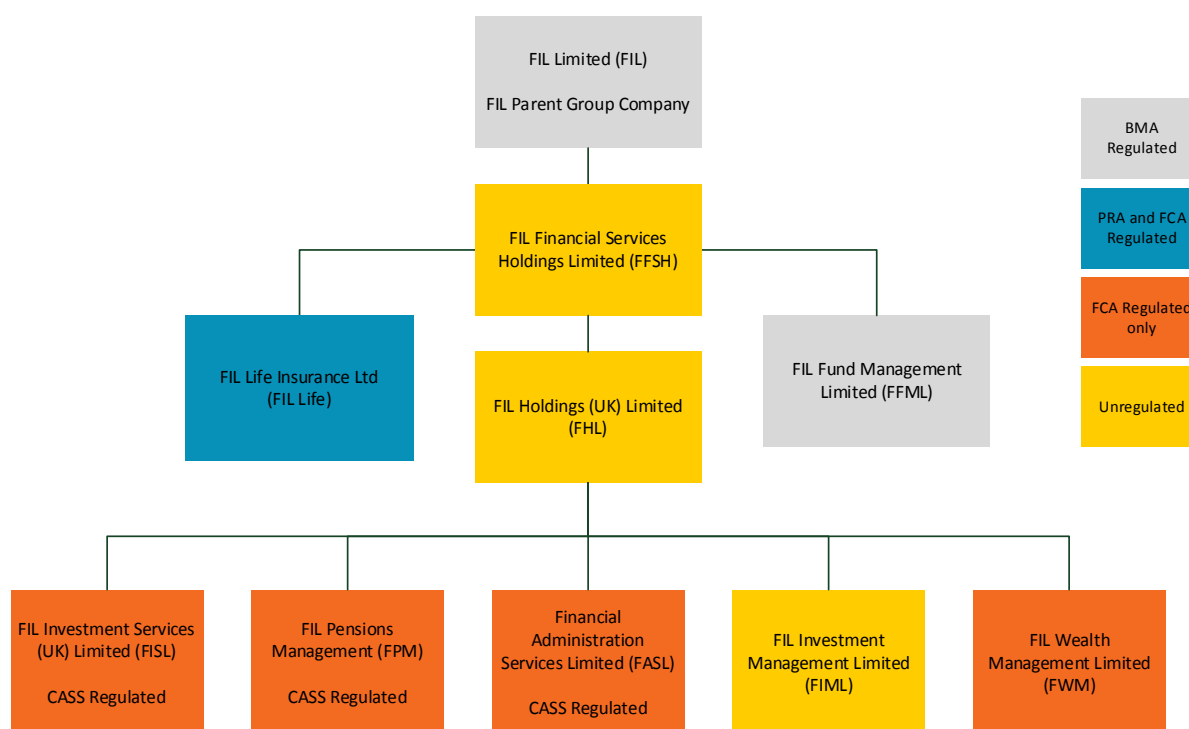 FIL Limited (FIL)
FIL Parent Group Company
BMA
Regulated
PRA and FCA
Regulated
FCA Regulated
only
Unregulated
FIL Financial Services
Holdings Limited (FFSH)
FIL Life Insurance Ltd
(FIL Life)
FIL Holdings (UK) Limited
(FHL)
FIL Fund Management
Limited (FFML)
FIL Investment Services
(UK) Limited (FISL)
CASS Regulated
FIL Pensions
Management (FPM)
CASS Regulated
Financial
Administration
Services Limited (FASL)
CASS Regulated
FIL Investment
Management Limited
(FIML)
FIL Wealth
Management Limited
(FWM)